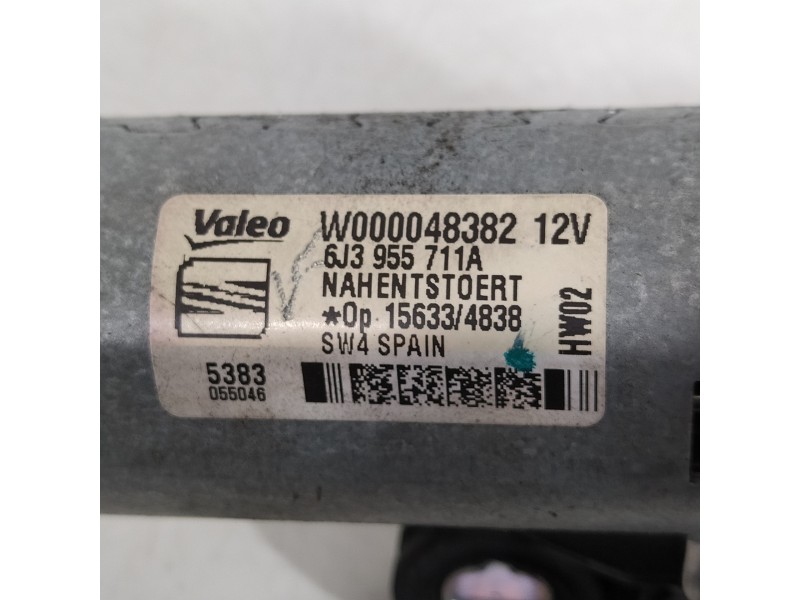 Valeo W000048382 12V
6J3 955 711A
NAHENTSTOERT
*Op 15633/4838
SW4 SPAIN
HW02
5383
055046